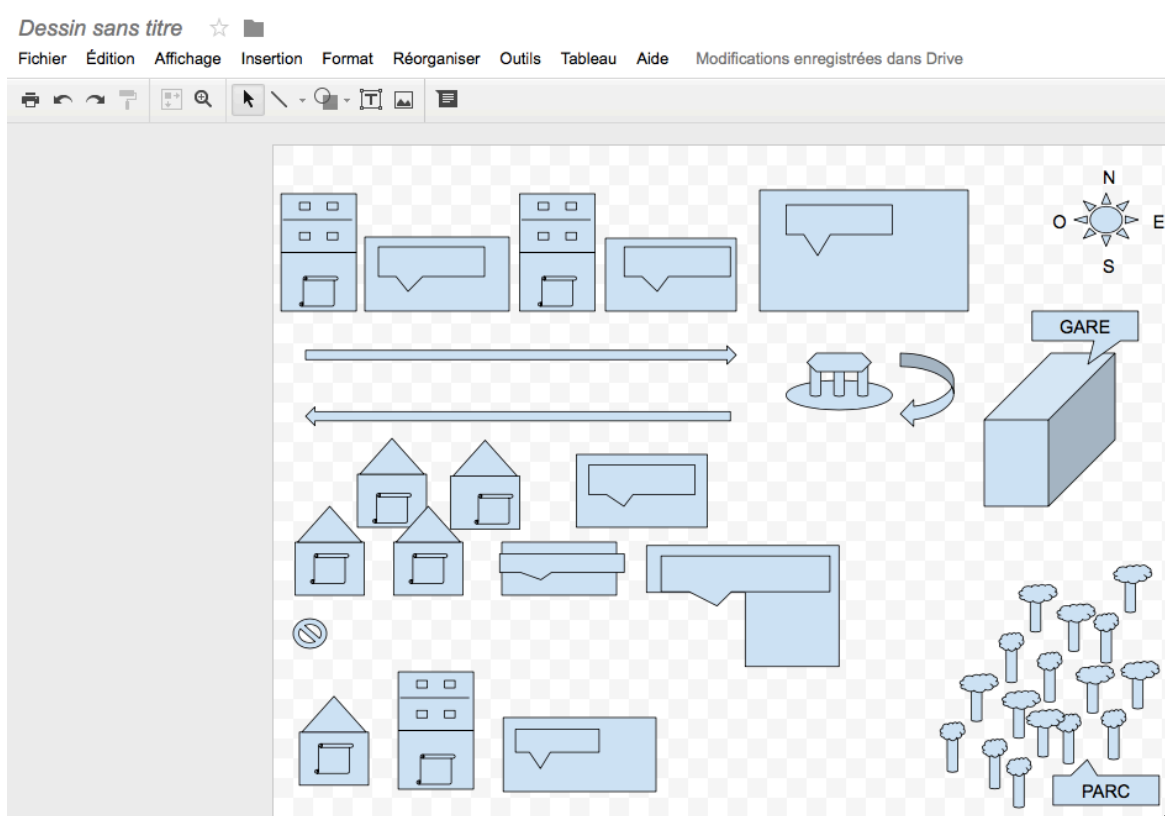 Dessin sans titre
Fichier Édition Affichage Insertion Format Réorganiser Outils Tableau Aide Modifications enregistrées dans Drive
N
O E
S
GARE
PARC